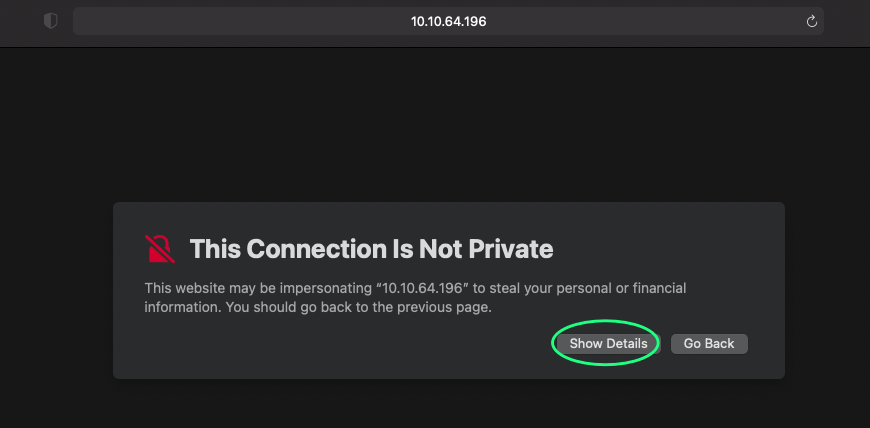 10.10.64.196
This Connection Is Not Private
This website may be impersonating “10.10.64.196” to steal your personal or financial
information. You should go back to the previous page.
Show Details
Go Back